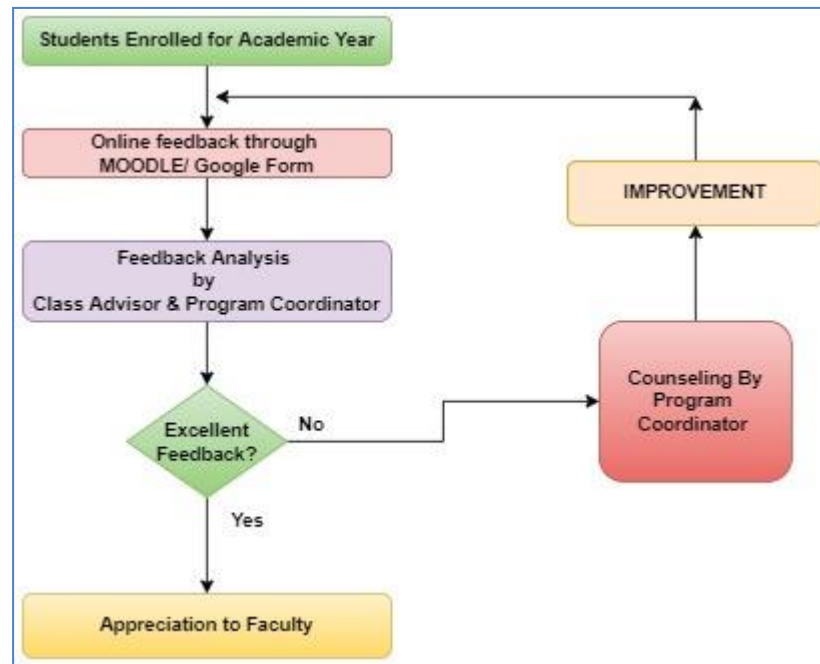 Students Enrolled for Academic Year
Online feedback through
MOODLE/ Google Form
IMPROVEMENT
Feedback Analysis
by
Class Advisor & Program Coordinator
Counseling By
Program
Coordinator
Excellent
Feedback?
No
Yes
Appreciation to Faculty